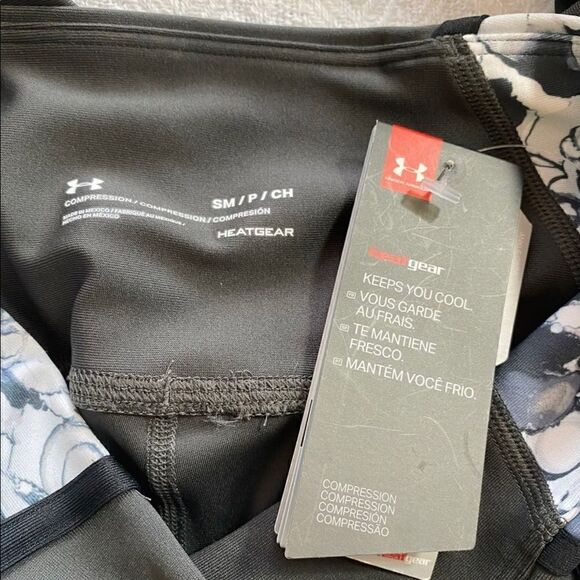 COMPRESSION / COMPRESSION / COMPRESIÓN
MADE IN MEXICO / FABRIQUÉ AU MEXIQUE /
HECHO EN MÉXICO
SM / P / CH
HEATGEAR
heatgear
KEEPS YOU COOL.
VOUS GARDE
AU FRAIS.
TE MANTIENE
FRESCO.
MANTÉM VOCÊ FRIO.
COMPRESSION
COMPRESSION
COMPRESIÓN
COMPRESSÃO
gear